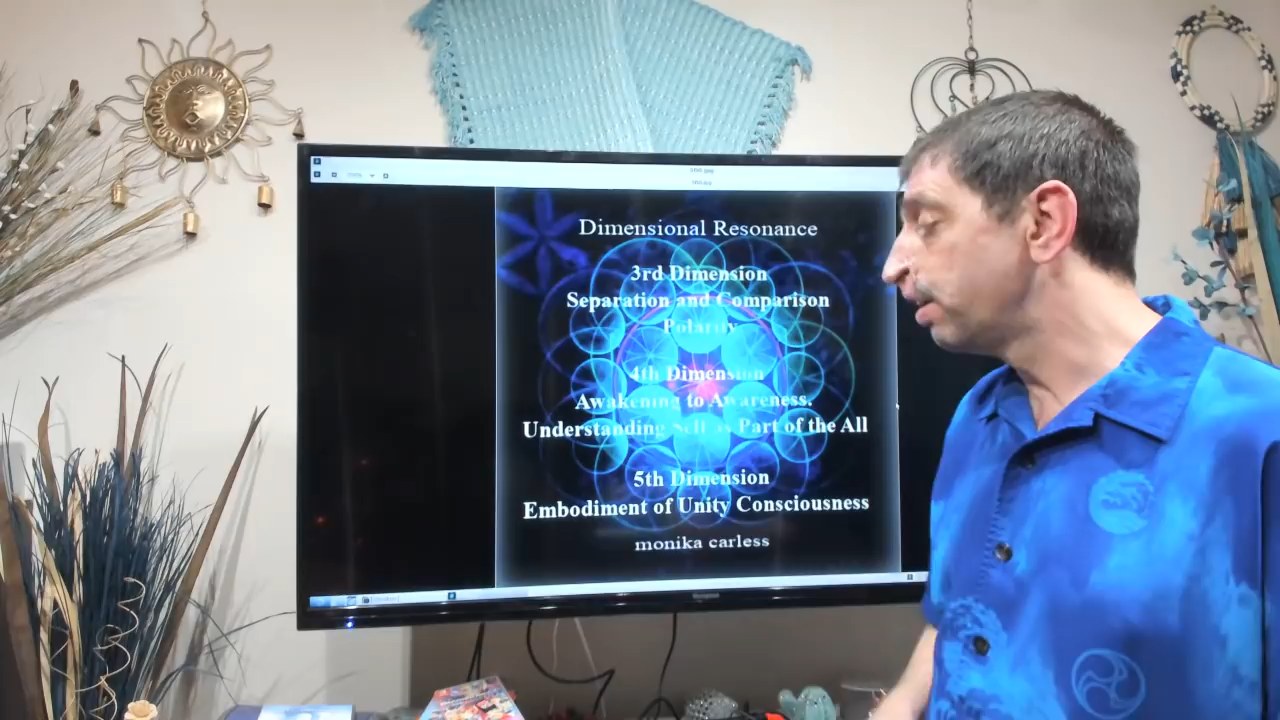 Dimensional Resonance
3rd Dimension
Separation and Comparison
Polarity
4th Dimension
Awakening to Awareness.
Understanding Self as Part of the All
5th Dimension
Embodiment of Unity Consciousness
monika carless